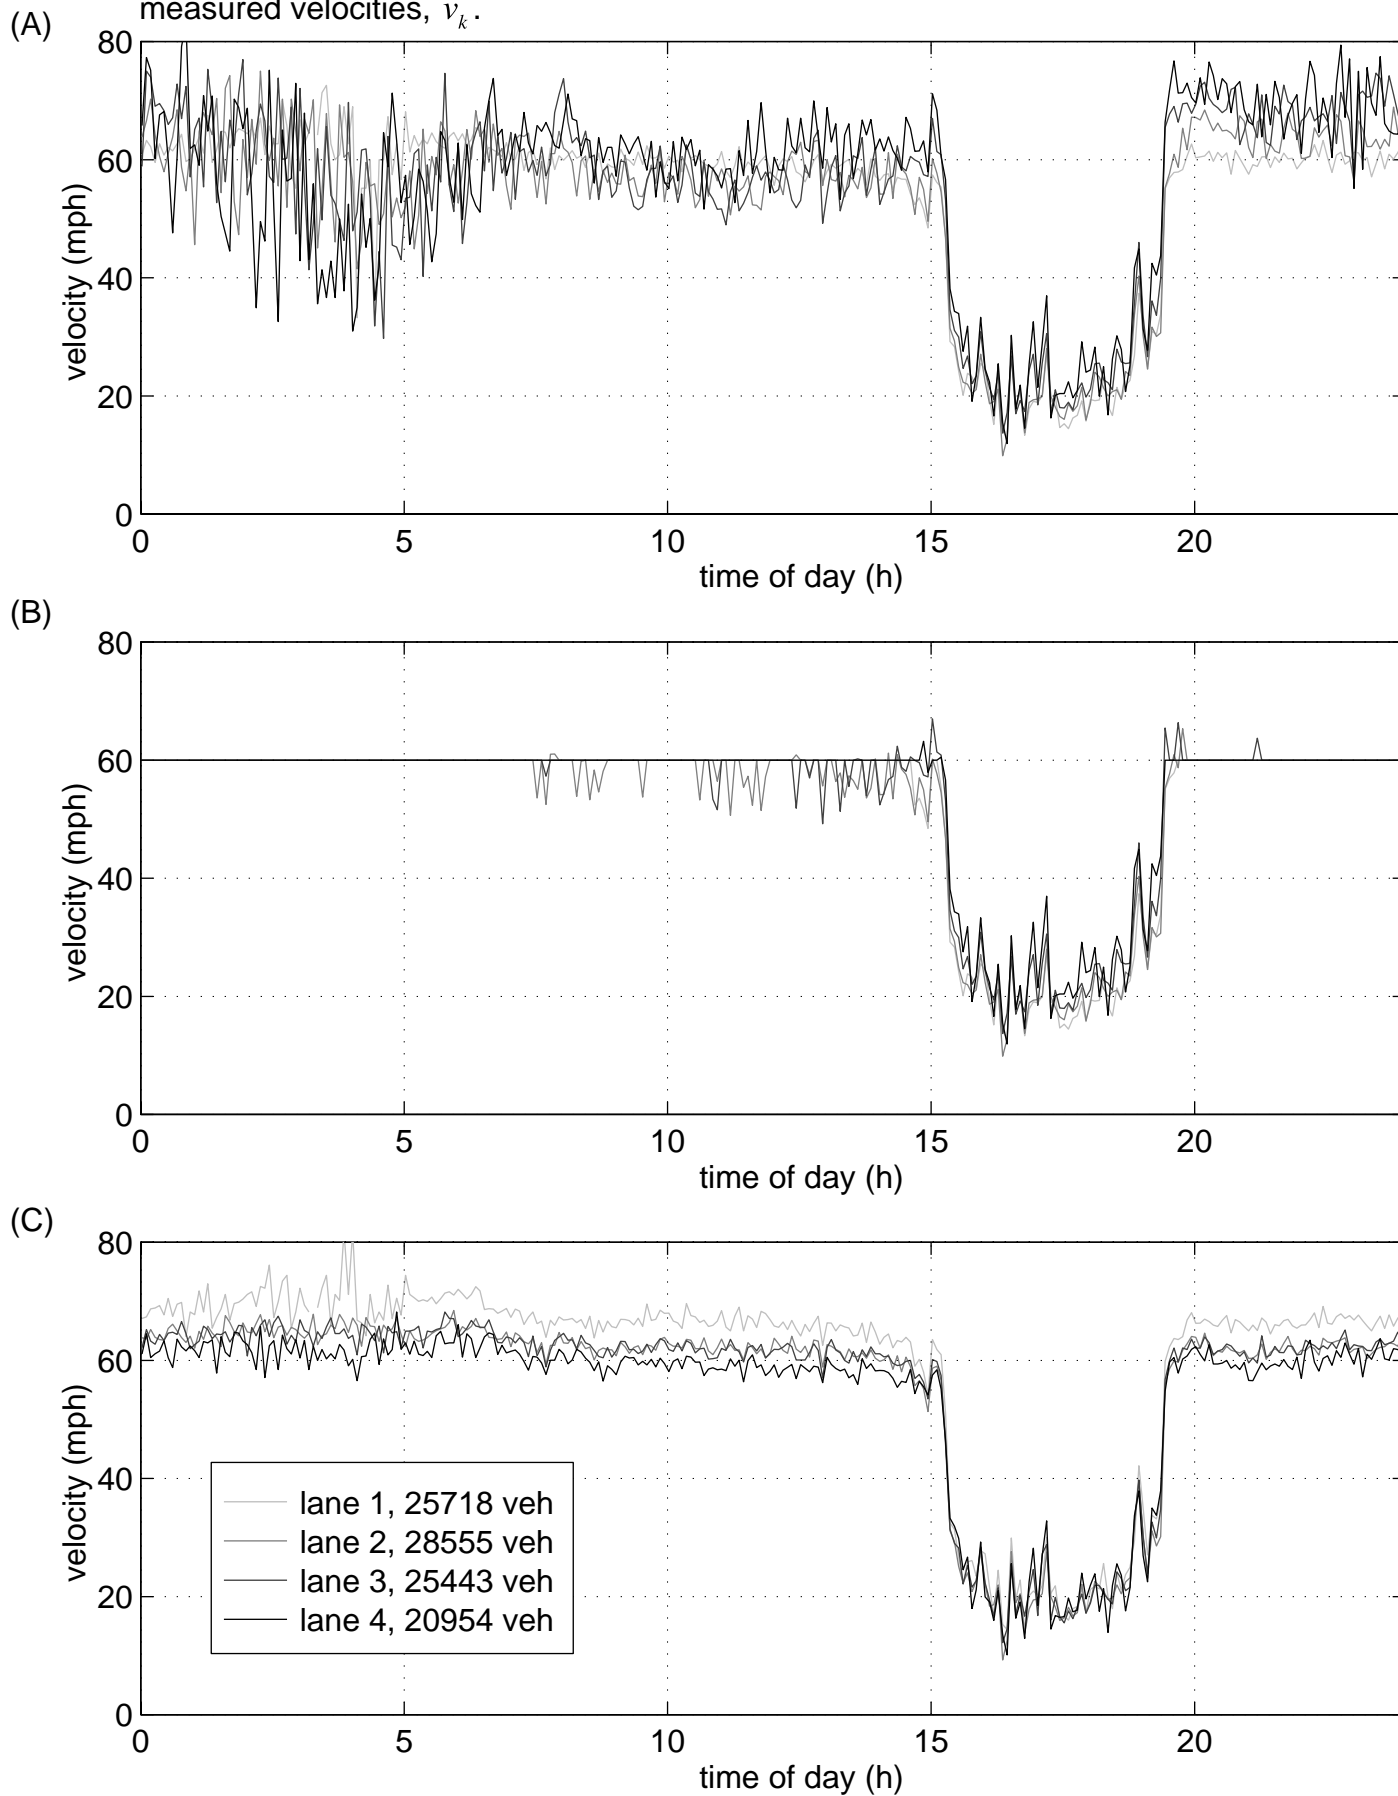 measured velocities, vk.
(A)
80
60
40
20
0
velocity (mph)
0 5 10 15 20
time of day (h)
(B)
80
60
40
20
0
velocity (mph)
0 5 10 15 20
time of day (h)
(C)
80
60
40
20
0
velocity (mph)
lane 1, 25718 veh
lane 2, 28555 veh
lane 3, 25443 veh
lane 4, 20954 veh
0 5 10 15 20
time of day (h)